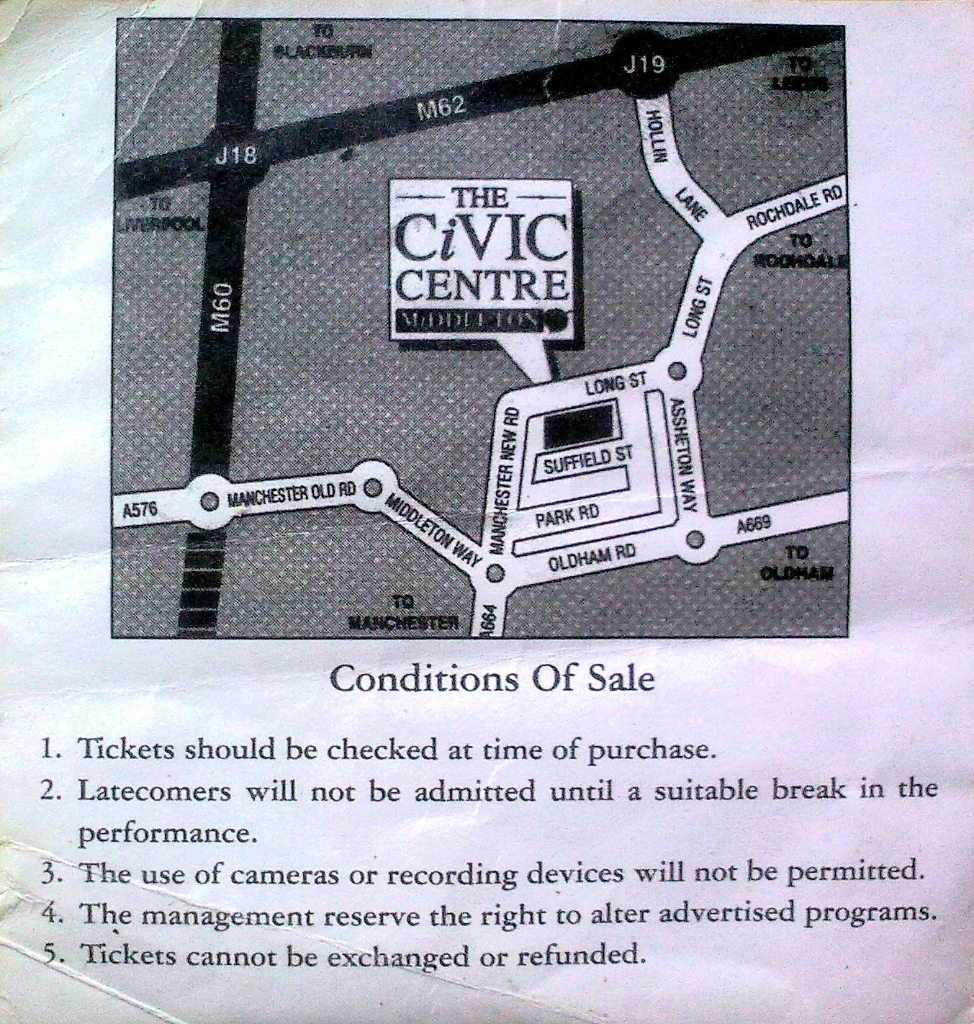 TO
BLACKBURN
J19
TO
LEEDS
M62
J18
HOLLIN
LANE
THE
CiVIC
CENTRE
MiDDLETON
ROCHDALE RD
TO
LIVERPOOL
TO
ROCHDALE
M60
LONG ST
LONG ST
MANCHESTER NEW RD
ASSHETON WAY
SUFFIELD ST
A576
MANCHESTER OLD RD
MIDDLETON WAY
PARK RD
A669
OLDHAM RD
TO
OLDHAM
TO
MANCHESTER
A664
Conditions Of Sale
1. Tickets should be checked at time of purchase.
2. Latecomers will not be admitted until a suitable break in the
performance.
3. The use of cameras or recording devices will not be permitted.
4. The management reserve the right to alter advertised programs.
5. Tickets cannot be exchanged or refunded.